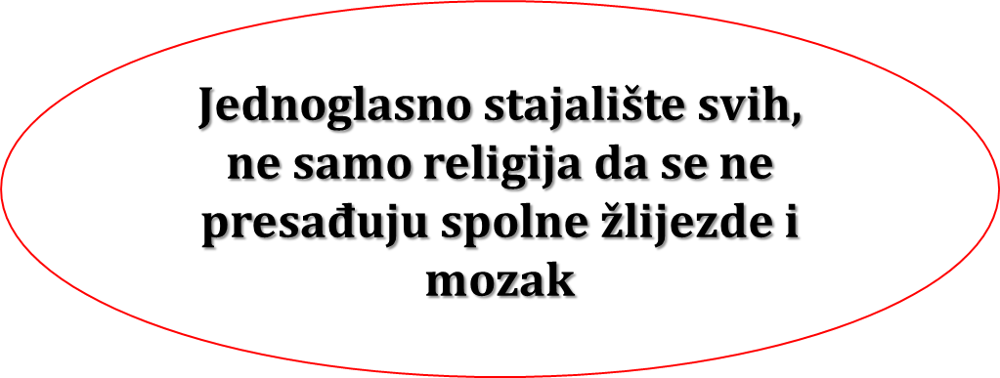 Jednoglasno stajalište svih,
ne samo religija da se ne
presađuju spolne žlijezde i
mozak